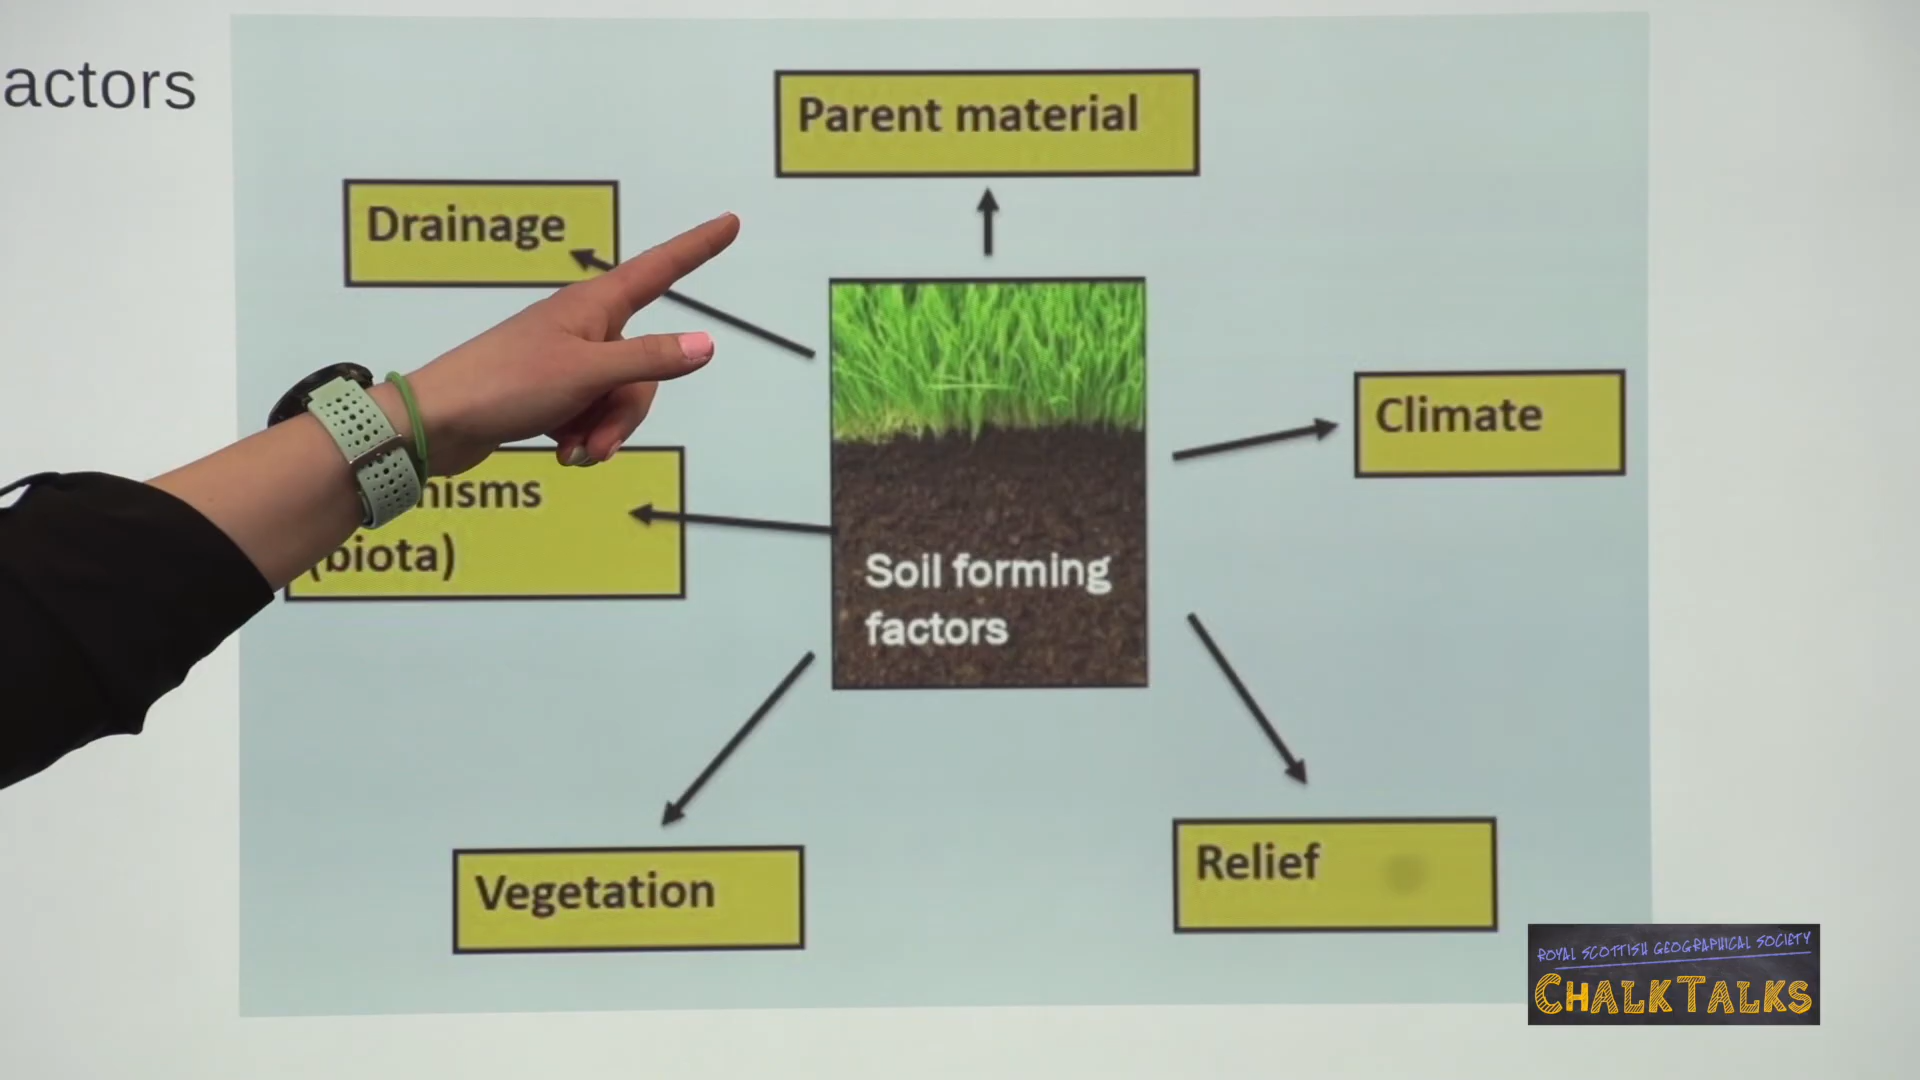 actors
Parent material
Drainage
Climate
nisms
(biota)
Soil forming
factors
Vegetation
Relief
ROYAL SCOTTISH GEOGRAPHICAL SOCIETY
CHALKTALKS